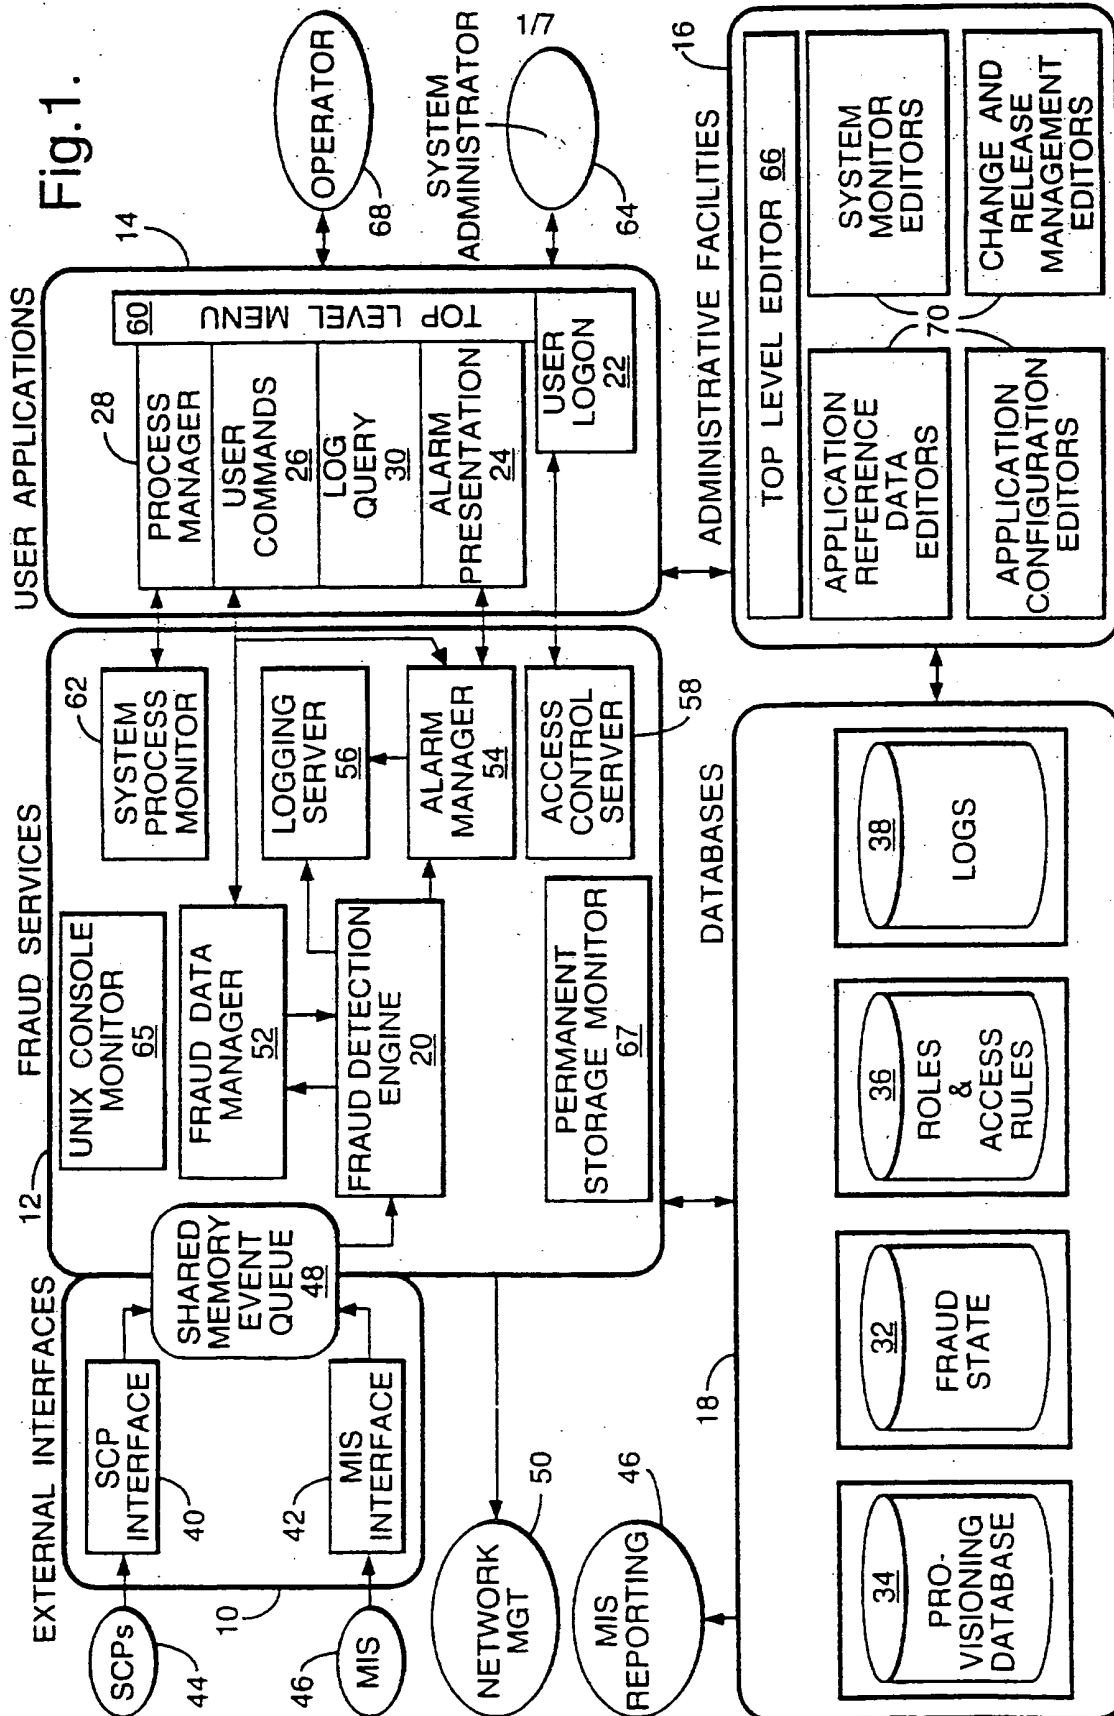 Fig.1.
1/7
EXTERNAL INTERFACES
10
SCPs
44
MIS
46
SCP
INTERFACE
40
MIS
INTERFACE
42
SHARED
MEMORY
EVENT
QUEUE
48
FRAUD SERVICES
12
UNIX CONSOLE
MONITOR
65
FRAUD DATA
MANAGER
52
FRAUD DETECTION
ENGINE
20
PERMANENT
STORAGE MONITOR
67
62
SYSTEM
PROCESS
MONITOR
LOGGING
SERVER
56
ALARM
MANAGER
54
ACCESS
CONTROL
SERVER
58
USER APPLICATIONS
14
28
PROCESS
MANAGER
USER
COMMANDS
26
LOG
QUERY
30
ALARM
PRESENTATION
24
TOP LEVEL MENU
60
USER
LOGON
22
OPERATOR
68
SYSTEM
ADMINISTRATOR
64
NETWORK
MGT
50
MIS
REPORTING
46
DATABASES
18
34
PRO-
VISIONING
DATABASE
32
FRAUD
STATE
36
ROLES
&
ACCESS
RULES
38
LOGS
ADMINISTRATIVE FACILITIES
16
TOP LEVEL EDITOR 66
APPLICATION
REFERENCE
DATA
EDITORS
SYSTEM
MONITOR
EDITORS
70
APPLICATION
CONFIGURATION
EDITORS
CHANGE AND
RELEASE
MANAGEMENT
EDITORS